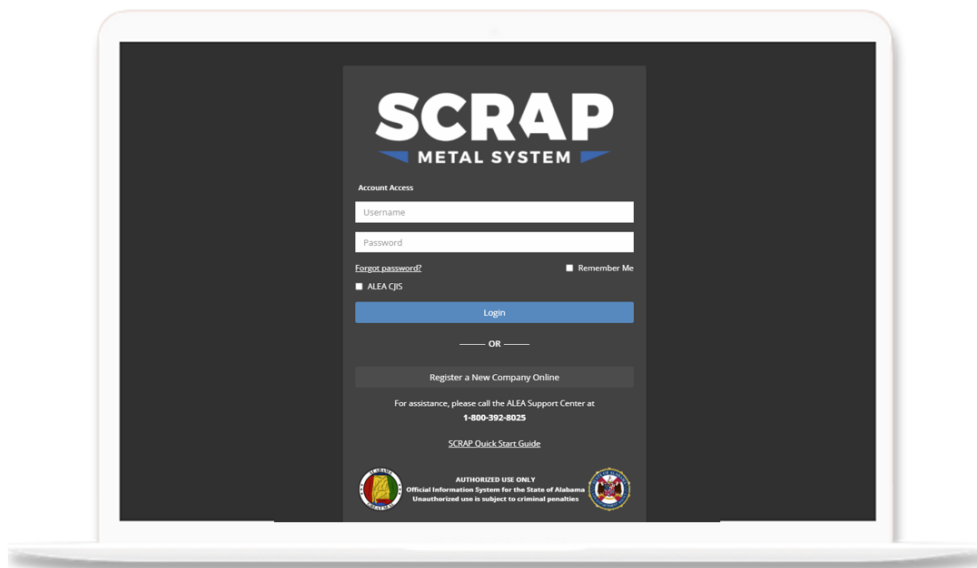 SCRAP
METAL SYSTEM
Account Access
Username
Password
Forgot password?
Remember Me
ALEA CJIS
Login
OR
Register a New Company Online
For assistance, please call the ALEA Support Center at
1-800-392-8025
SCRAP Quick Start Guide
AUTHORIZED USE ONLY
Official Information System for the State of Alabama
Unauthorized use is subject to criminal penalties